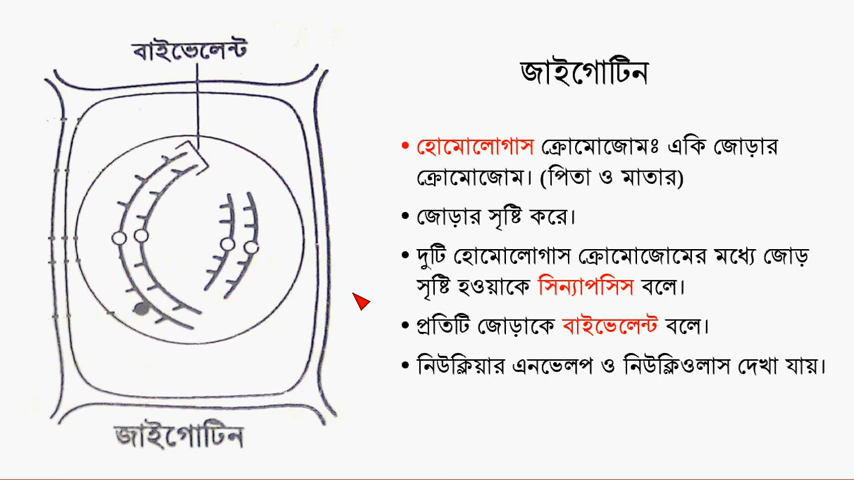 বাইভেলেন্ট
জাইগোটিন
• হোমোলোগাস ক্রোমোজোমঃ একি জোড়ার
ক্রোমোজোম। (পিতা ও মাতার)
• জোড়ার সৃষ্টি করে।
• দুটি হোমোলোগাস ক্রোমোজোমের মধ্যে জোড়
সৃষ্টি হওয়াকে সিন্যাপসিস বলে।
• প্রতিটি জোড়াকে বাইভেলেন্ট বলে।
• নিউক্লিয়ার এনভেলপ ও নিউক্লিওলাস দেখা যায়।
জাইগোটিন